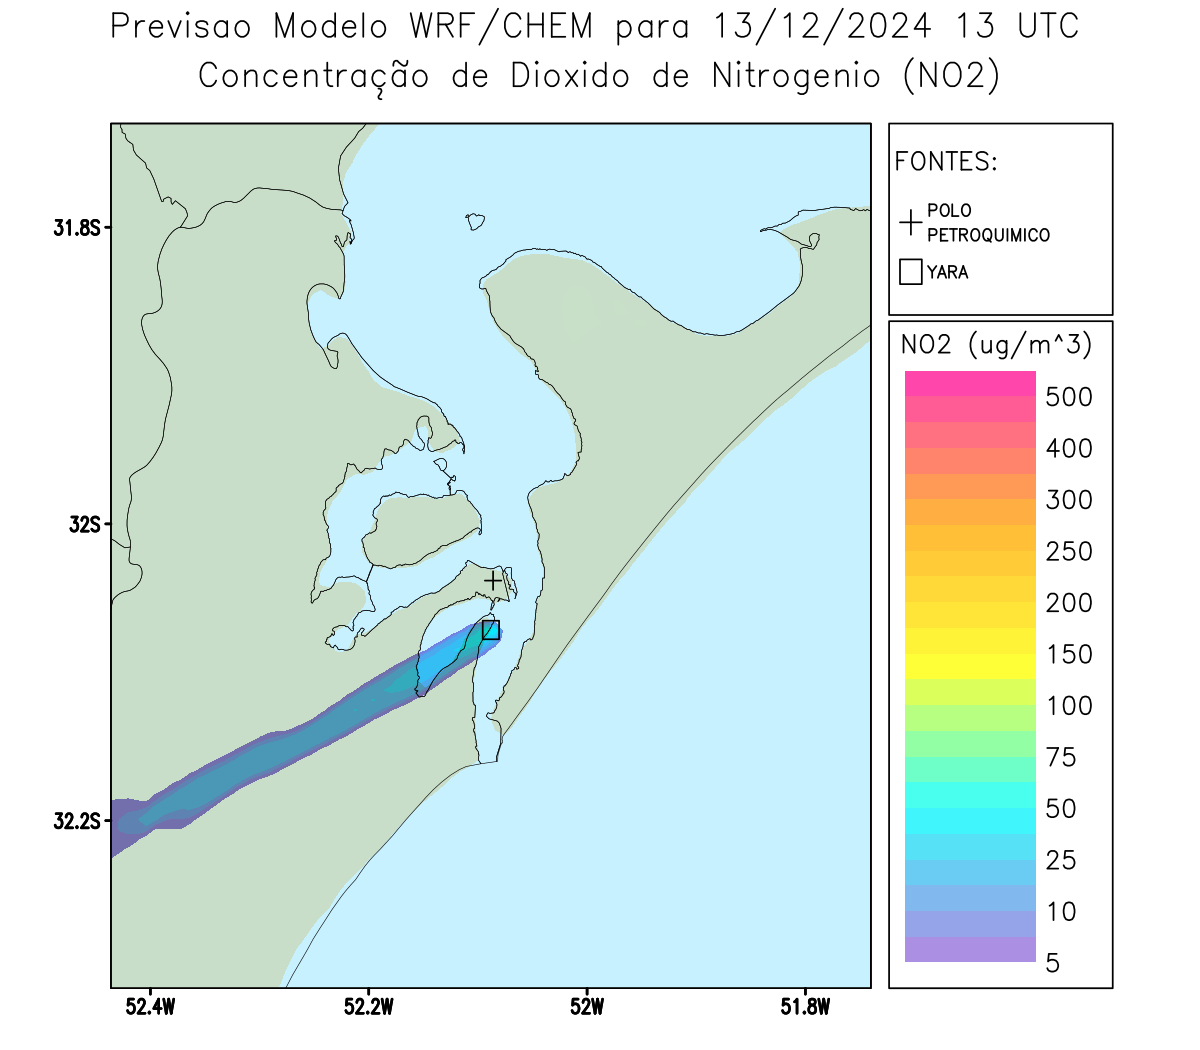 Previsao Modelo WRF/CHEM para 13/12/2024 13 UTC
Concentração de Dioxido de Nitrogenio (NO2)
FONTES:
POLO
PETROQUIMICO
YARA
NO2 (ug/m^3)
500
400
300
250
200
150
100
75
50
25
10
5
31.8S
32S
32.2S
52.4W
52.2W
52W
51.8W